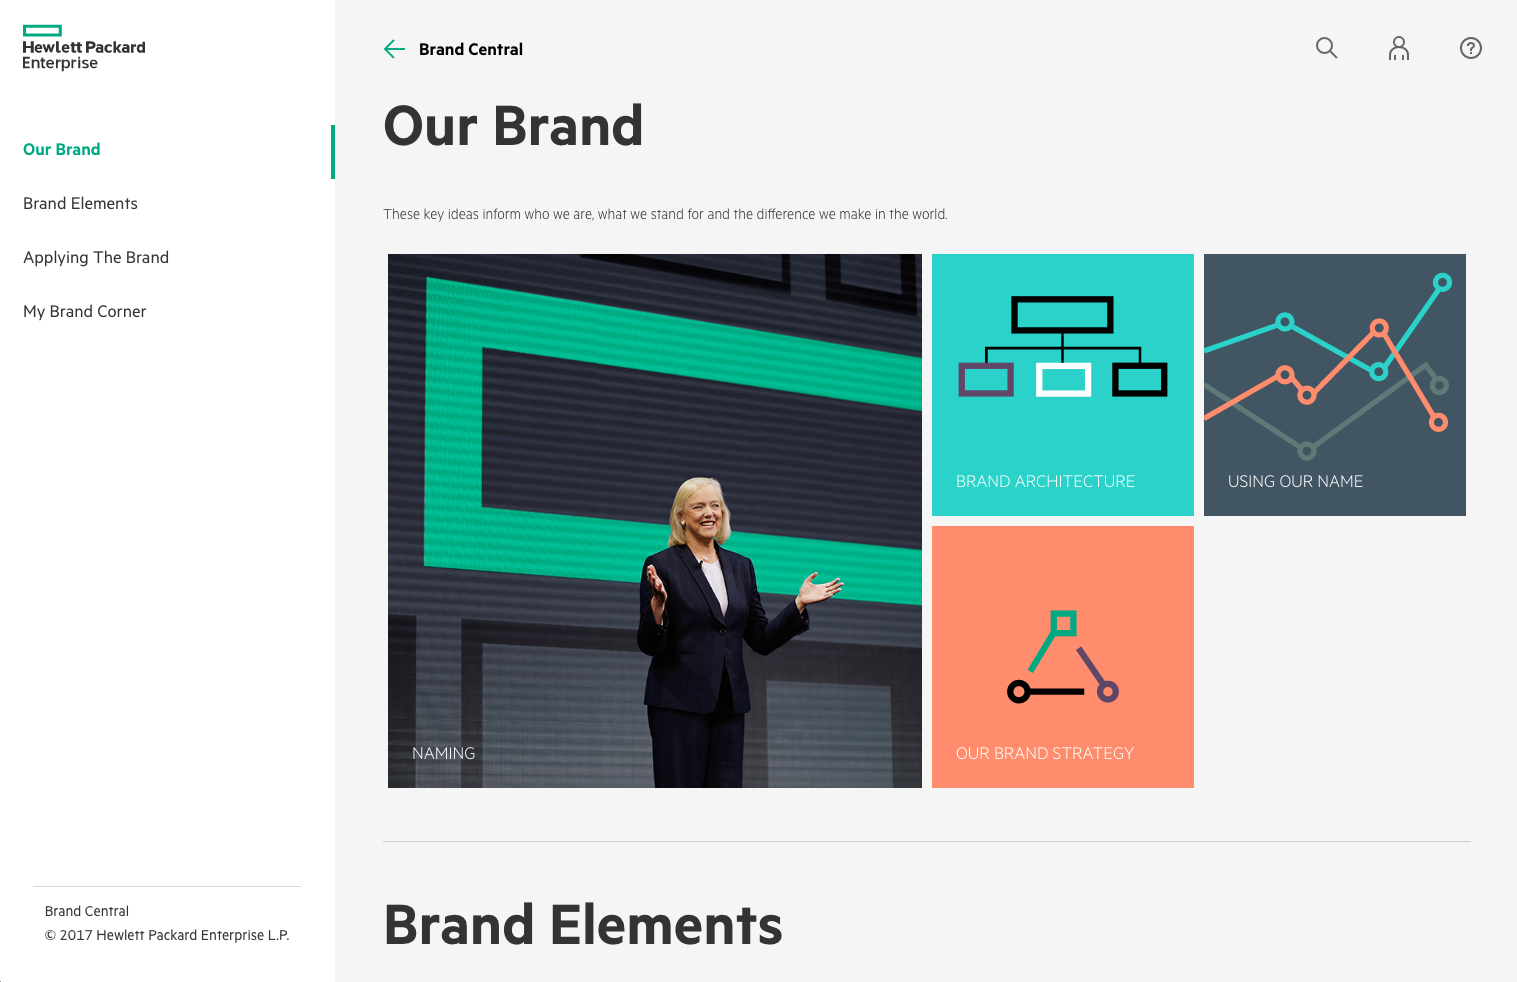 Hewlett Packard
Enterprise
Our Brand
Brand Elements
Applying The Brand
My Brand Corner
Brand Central
© 2017 Hewlett Packard Enterprise L.P.
Brand Central
Our Brand
These key ideas inform who we are, what we stand for and the difference we make in the world.
NAMING
BRAND ARCHITECTURE
USING OUR NAME
OUR BRAND STRATEGY
Brand Elements